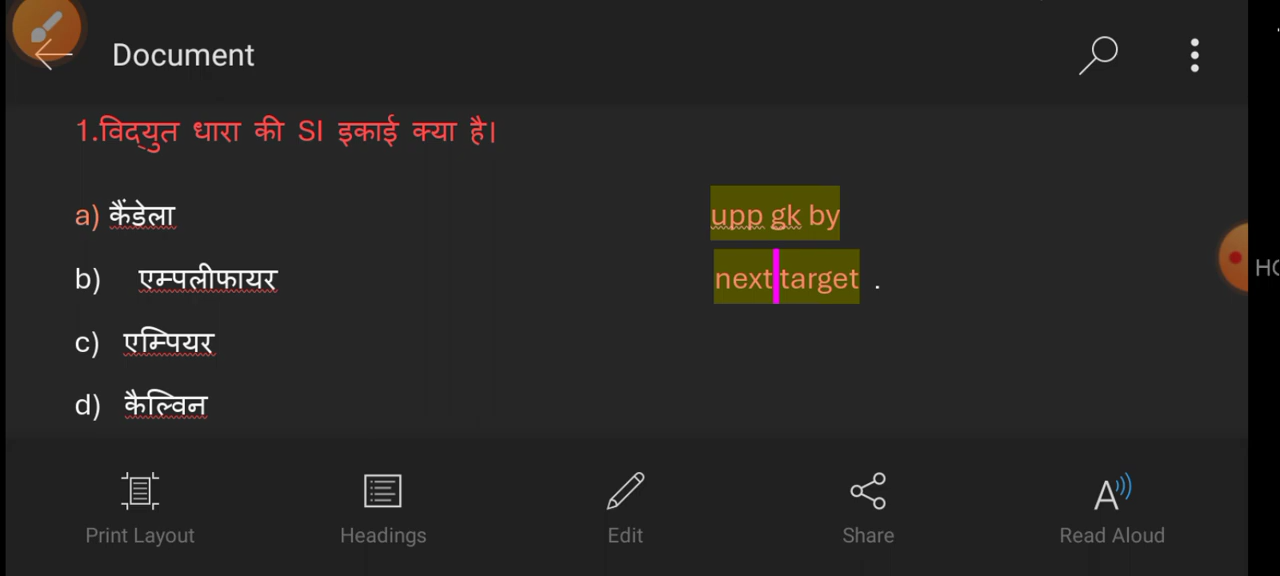 Document
1.विद्युत धारा की SI इकाई क्या है।
a) कैंडेला
upp gk by
b) एम्पलीफायर
next target .
c) एम्पियर
d) कैल्विन
Print Layout
Headings
Edit
Share
Read Aloud